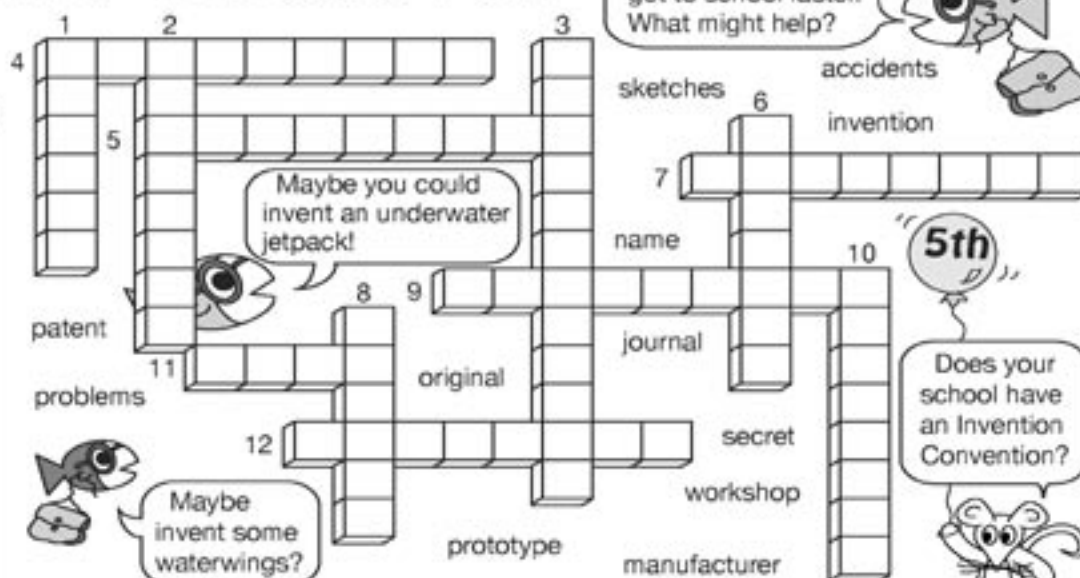 1 2 3
What might help?
4
accidents
sketches
6
invention
5
7
Maybe you could
invent an underwater
jetpack!
name
10
5th
8 9
patent
journal
11
original
Does your
school have
an Invention
Convention?
problems
12
secret
Maybe
invent some
waterwings?
workshop
prototype
manufacturer